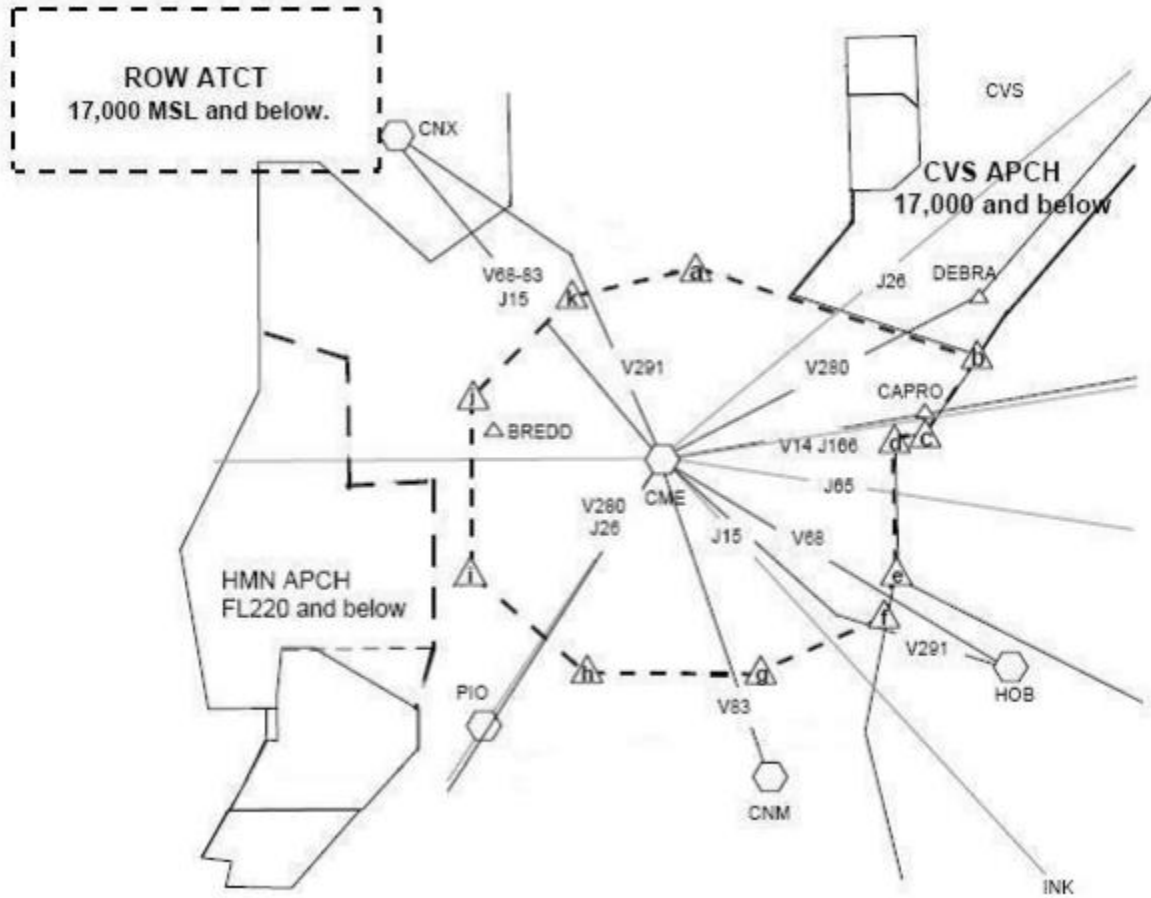 ROW ATCT
17,000 MSL and below.
CNX
CVS
CVS APCH
17,000 and below
DEBRA
J26
V68-83
J15
a
k
V291
V280
b
CAPRO
j
BREDD
d
c
V14 J166
CME
J65
V280
J26
J15
V68
HMN APCH
FL220 and below
i
e
f
V291
h
g
HOB
PIO
V83
CNM
INK